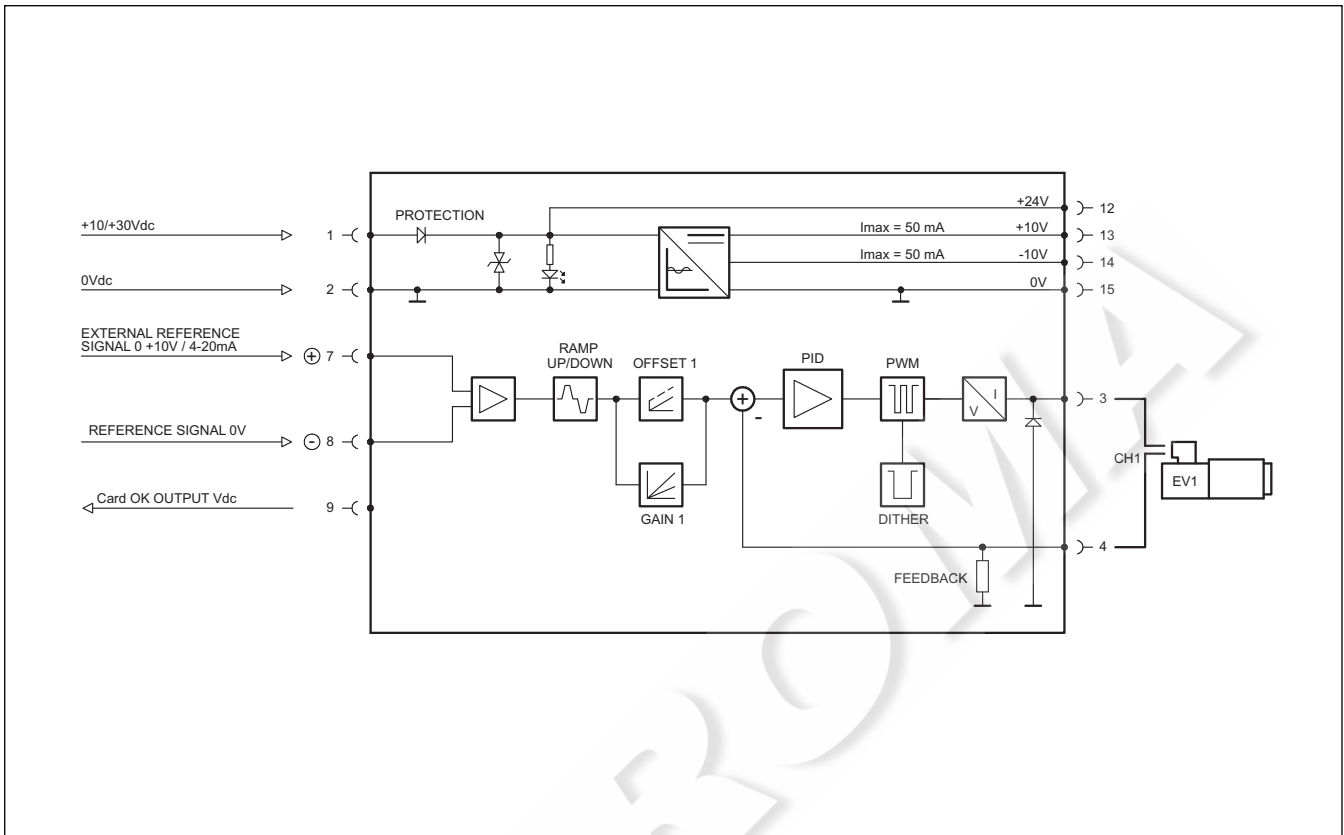 +10/+30Vdc
1
PROTECTION
+24V
12
Imax = 50 mA
+10V
13
Imax = 50 mA
-10V
14
0Vdc
2
0V
15
EXTERNAL REFERENCE
SIGNAL 0 +10V / 4-20mA
+ 7
RAMP
UP/DOWN
OFFSET 1
PID
PWM
+
-
V
I
3
REFERENCE SIGNAL 0V
- 8
CH1
EV1
Card OK OUTPUT Vdc
9
GAIN 1
DITHER
4
FEEDBACK
ROMA